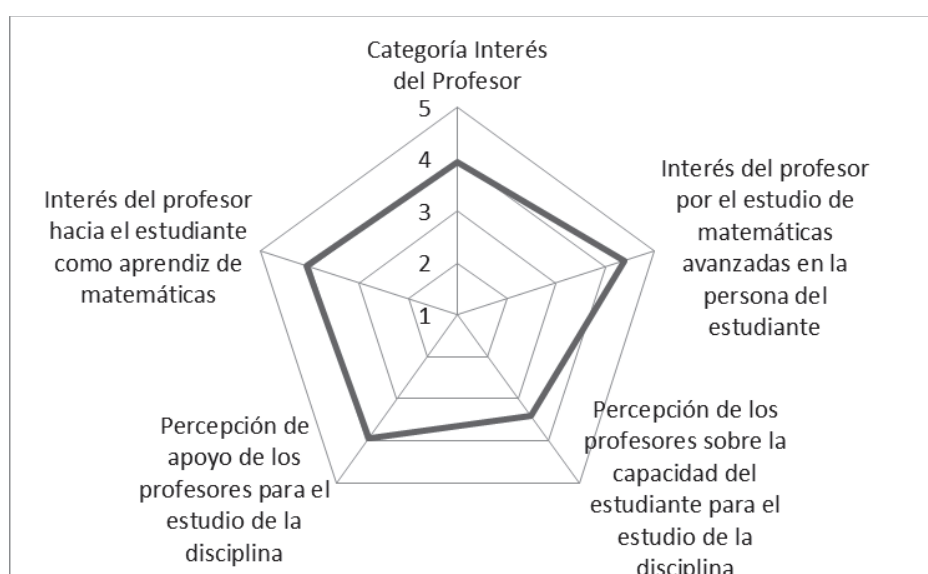 Categoría Interés
del Profesor
5
4
3
2
1
Interés del profesor
por el estudio de
matemáticas
avanzadas en la
persona del
estudiante
Percepción de los
profesores sobre la
capacidad del
estudiante para el
estudio de la
disciplina
Percepción de
apoyo de los
profesores para el
estudio de la
disciplina
Interés del profesor
hacia el estudiante
como aprendiz de
matemáticas